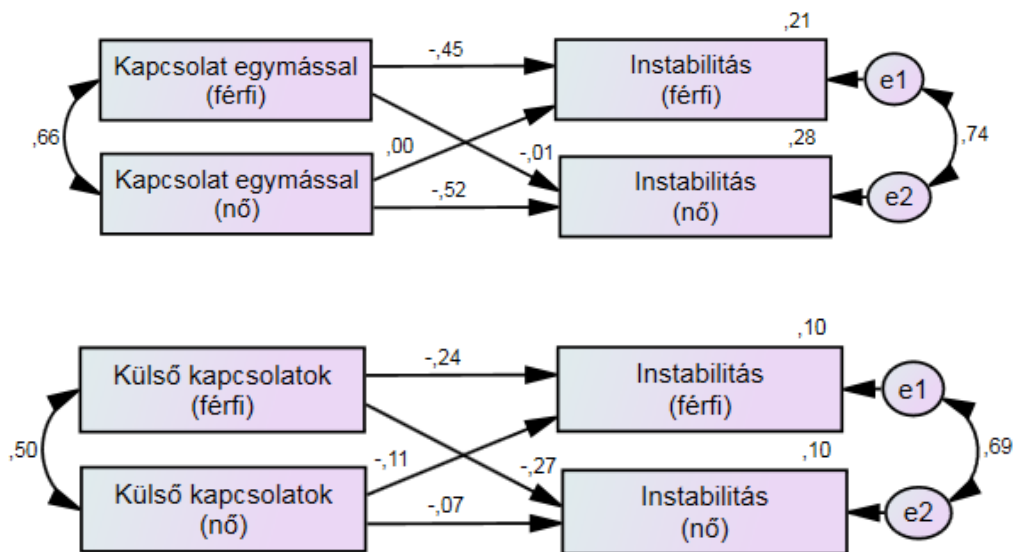 ,21
Kapcsolat egymással
(férfi)
-,45
Instabilitás
(férfi)
e1
,66
,00
-,01
,28
,74
Kapcsolat egymással
(nő)
-,52
Instabilitás
(nő)
e2
,10
Külső kapcsolatok
(férfi)
-,24
Instabilitás
(férfi)
e1
,50
-,11
-,27
,10
,69
Külső kapcsolatok
(nő)
-,07
Instabilitás
(nő)
e2